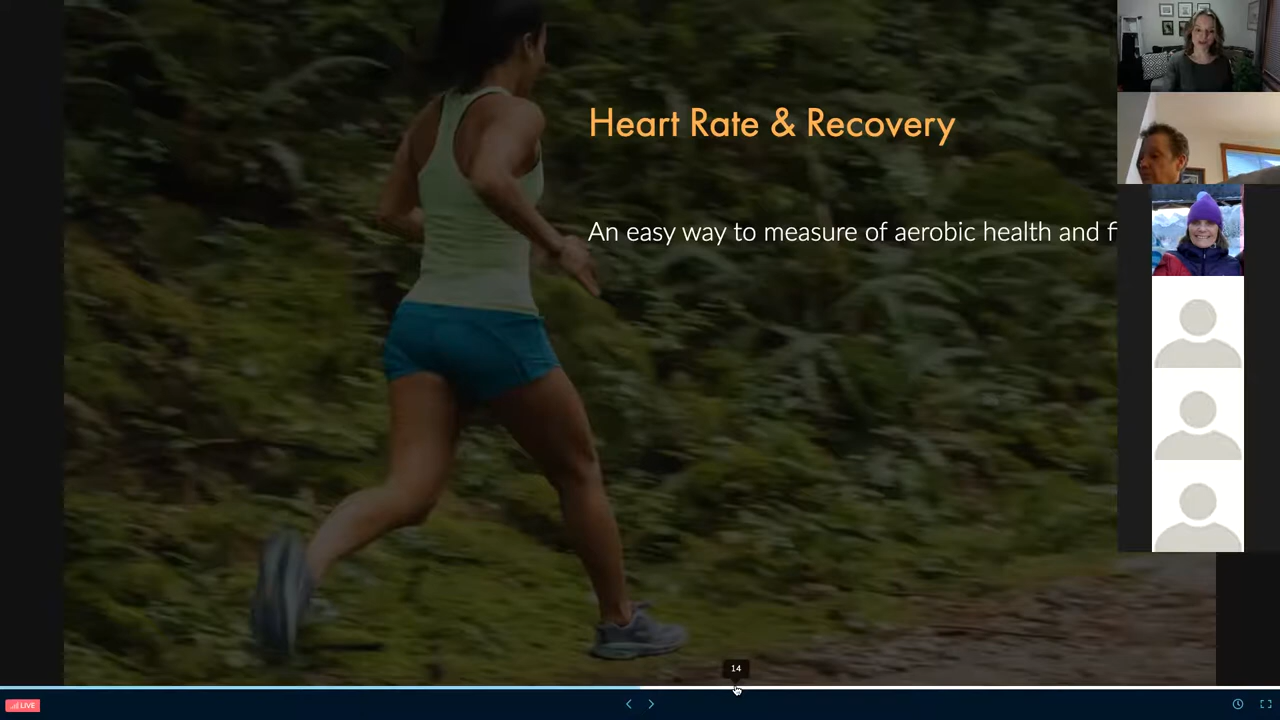 Heart Rate & Recovery
An easy way to measure of aerobic health and f
14
LIVE